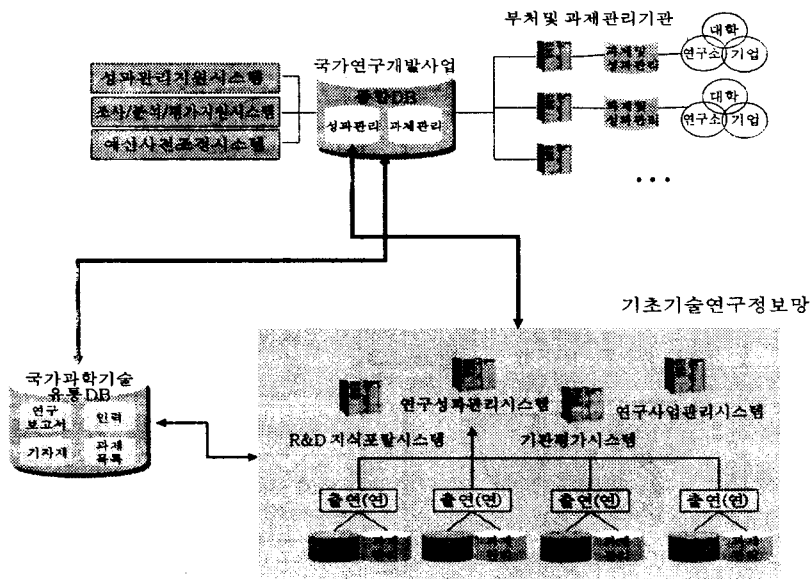 부처 및 과제관리기관
대학
연구소
기업
과제및
성과관리
대학
연구소
기업
과제및
성과관리
...
국가연구개발사업
종합DB
성과관리
과제관리
성과관리지원시스템
조사/분석/평가지원시스템
예산사전조정시스템
기초기술연구정보망
국가과학기술
유통DB
연구
보고서
인력
기자재
과제
목록
연구성과관리시스템
연구사업관리시스템
R&D 지식포탈시스템
기관평가시스템
출연(연)
출연(연)
출연(연)
출연(연)